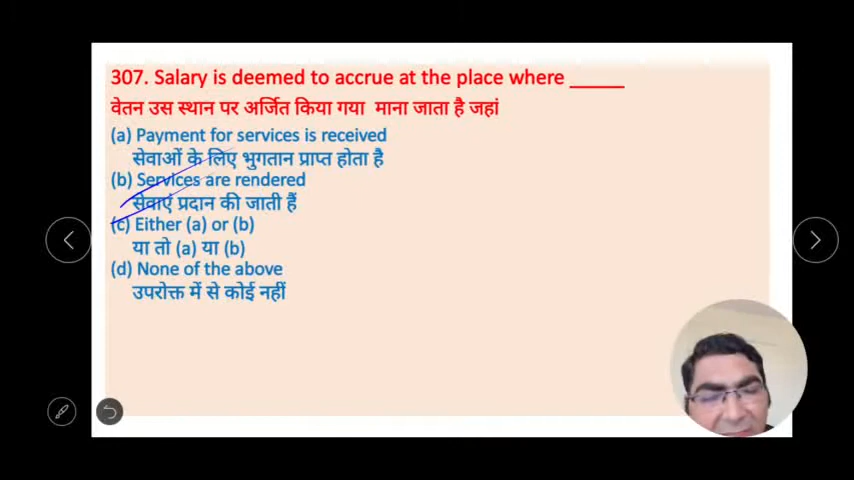 307. Salary is deemed to accrue at the place where _____
वेतन उस स्थान पर अर्जित किया गया माना जाता है जहां
(a) Payment for services is received
सेवाओं के लिए भुगतान प्राप्त होता है
(b) Services are rendered
सेवाएं प्रदान की जाती हैं
(c) Either (a) or (b)
या तो (a) या (b)
(d) None of the above
उपरोक्त में से कोई नहीं